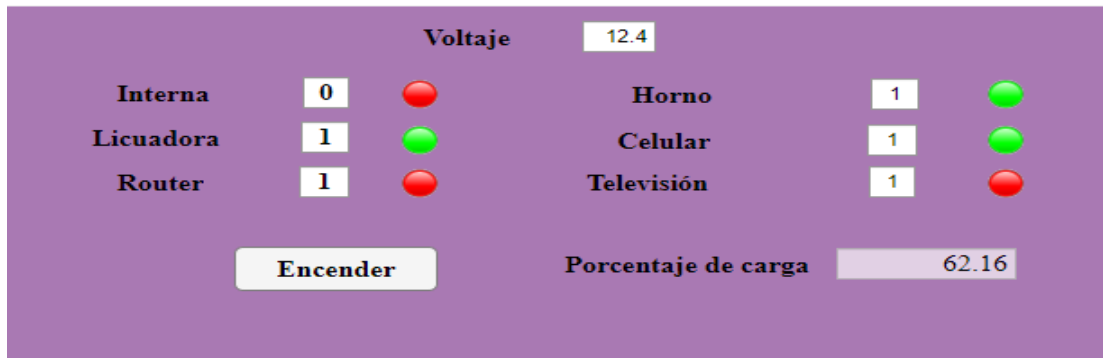 Voltaje 12.4
Interna 0 Horno 1
Licuadora 1 Celular 1
Router 1 Televisión 1
Encender Porcentaje de carga 62.16